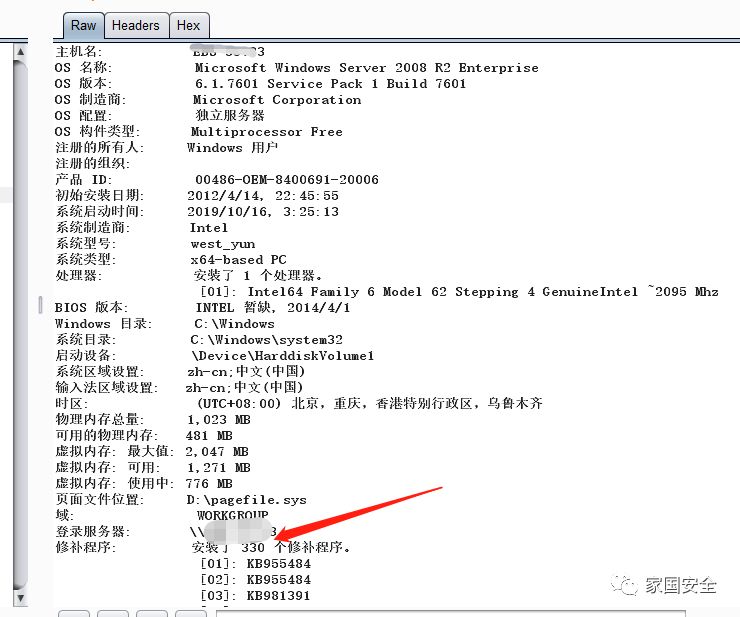 Raw Headers Hex
主机名:
OS 名称: Microsoft Windows Server 2008 R2 Enterprise
OS 版本: 6.1.7601 Service Pack 1 Build 7601
OS 制造商: Microsoft Corporation
OS 配置: 独立服务器
OS 构件类型: Multiprocessor Free
注册的所有人: Windows 用户
注册的组织:
产品 ID: 00486-OEM-8400691-20006
初始安装日期: 2012/4/14, 22:45:55
系统启动时间: 2019/10/16, 3:25:13
系统制造商: Intel
系统型号: west_yun
系统类型: x64-based PC
处理器: 安装了 1 个处理器。
[01]: Intel64 Family 6 Model 62 Stepping 4 GenuineIntel ~2095 Mhz
BIOS 版本: INTEL 暂缺, 2014/4/1
Windows 目录: C:\Windows
系统目录: C:\Windows\system32
启动设备: \Device\HarddiskVolume1
系统区域设置: zh-cn;中文(中国)
输入法区域设置: zh-cn;中文(中国)
时区: (UTC+08:00) 北京，重庆，香港特别行政区，乌鲁木齐
物理内存总量: 1,023 MB
可用的物理内存: 481 MB
虚拟内存: 最大值: 2,047 MB
虚拟内存: 可用: 1,271 MB
虚拟内存: 使用中: 776 MB
页面文件位置: D:\pagefile.sys
域: WORKGROUP
登录服务器: \\
修补程序: 安装了 330 个修补程序。
[01]: KB955484
[02]: KB955484
[03]: KB981391
家国安全